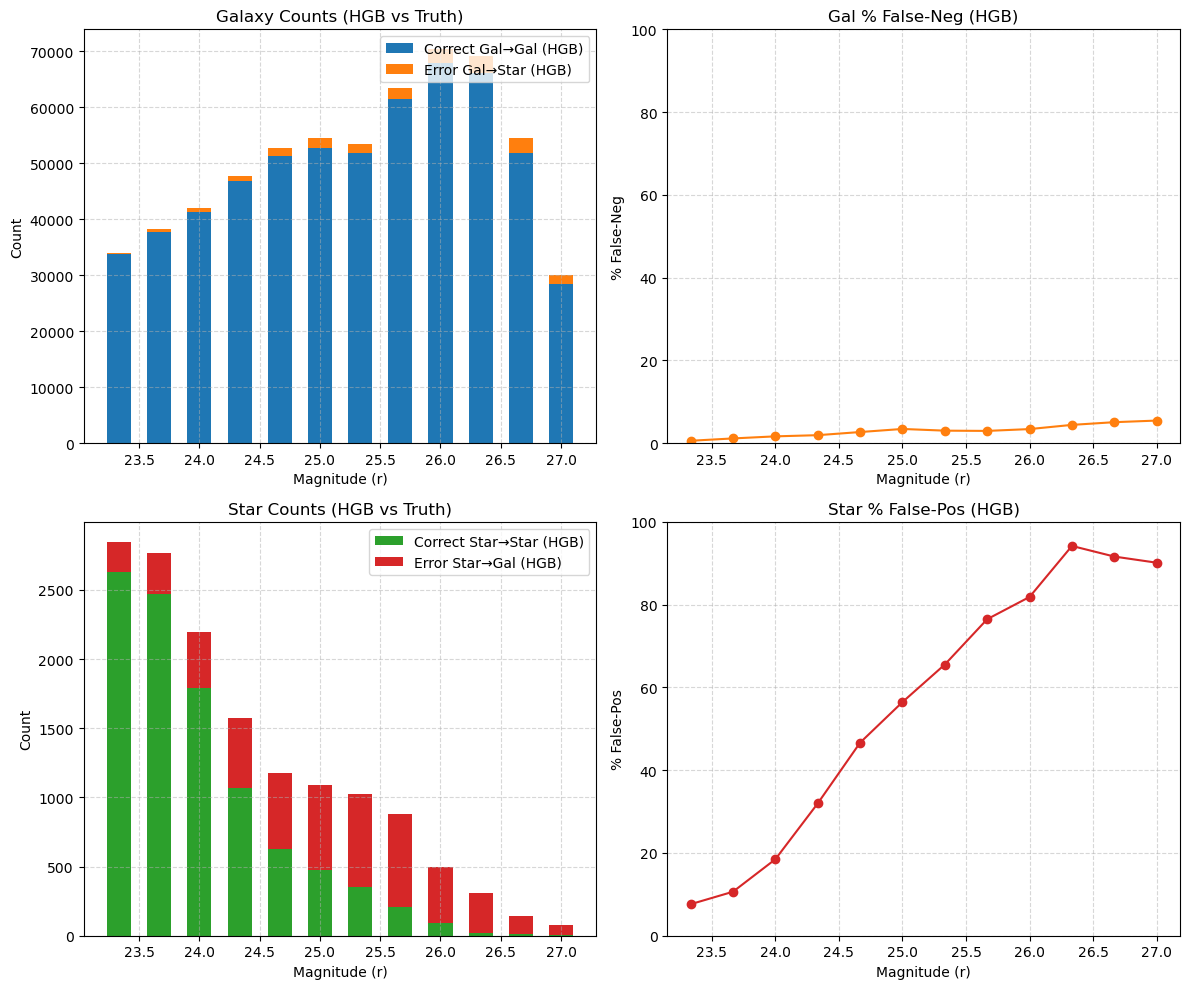 Galaxy Counts (HGB vs Truth)
Correct Gal→Gal (HGB)
Error Gal→Star (HGB)
Count
70000
60000
50000
40000
30000
20000
10000
0
23.5 24.0 24.5 25.0 25.5 26.0 26.5 27.0
Magnitude (r)
Gal % False-Neg (HGB)
% False-Neg
100
80
60
40
20
0
23.5 24.0 24.5 25.0 25.5 26.0 26.5 27.0
Magnitude (r)
Star Counts (HGB vs Truth)
Correct Star→Star (HGB)
Error Star→Gal (HGB)
Count
2500
2000
1500
1000
500
0
23.5 24.0 24.5 25.0 25.5 26.0 26.5 27.0
Magnitude (r)
Star % False-Pos (HGB)
% False-Pos
100
80
60
40
20
0
23.5 24.0 24.5 25.0 25.5 26.0 26.5 27.0
Magnitude (r)